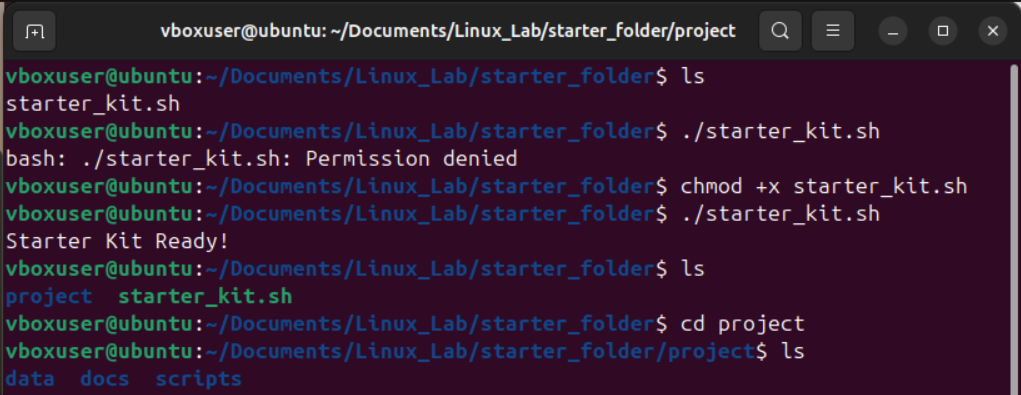 vboxuser@ubuntu: ~/Documents/Linux_Lab/starter_folder/project
vboxuser@ubuntu:~/Documents/Linux_Lab/starter_folder$ ls
starter_kit.sh
vboxuser@ubuntu:~/Documents/Linux_Lab/starter_folder$ ./starter_kit.sh
bash: ./starter_kit.sh: Permission denied
vboxuser@ubuntu:~/Documents/Linux_Lab/starter_folder$ chmod +x starter_kit.sh
vboxuser@ubuntu:~/Documents/Linux_Lab/starter_folder$ ./starter_kit.sh
Starter Kit Ready!
vboxuser@ubuntu:~/Documents/Linux_Lab/starter_folder$ ls
project  starter_kit.sh
vboxuser@ubuntu:~/Documents/Linux_Lab/starter_folder$ cd project
vboxuser@ubuntu:~/Documents/Linux_Lab/starter_folder/project$ ls
data  docs  scripts